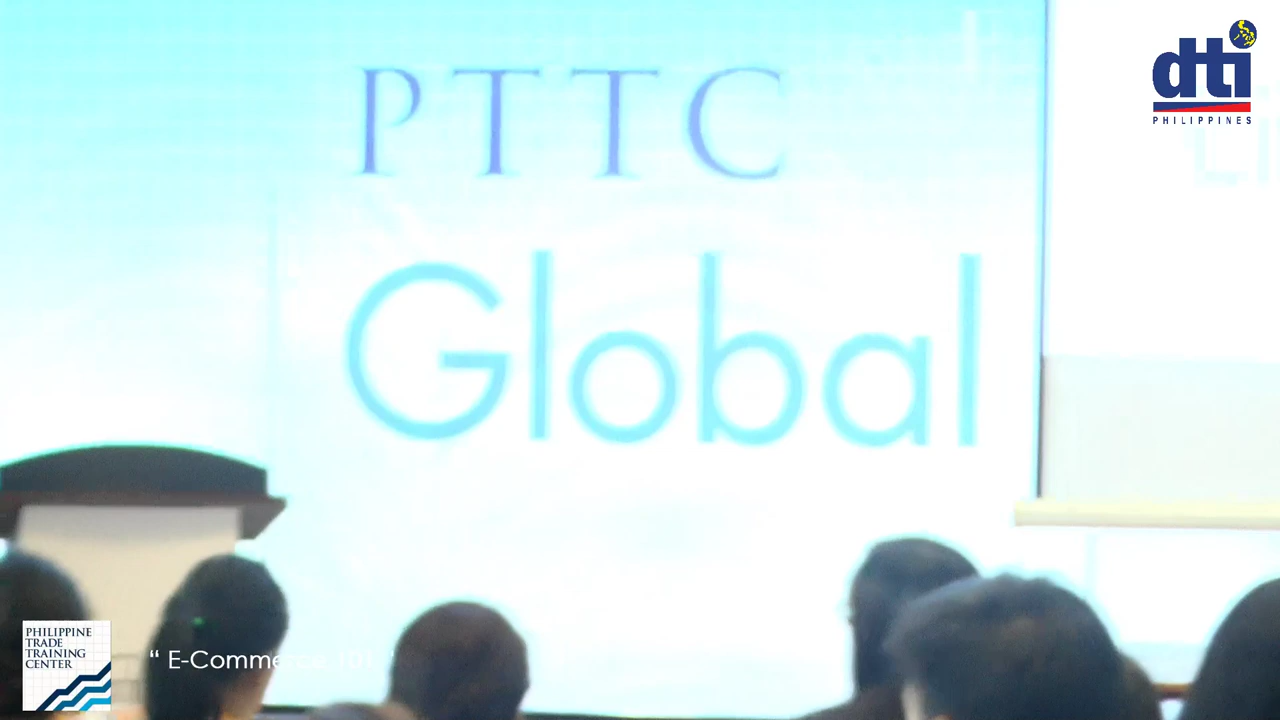 PTTC
Global
dti
PHILIPPINES
PHILIPPINE
TRADE
TRAINING
CENTER
“ E-Commerce 101